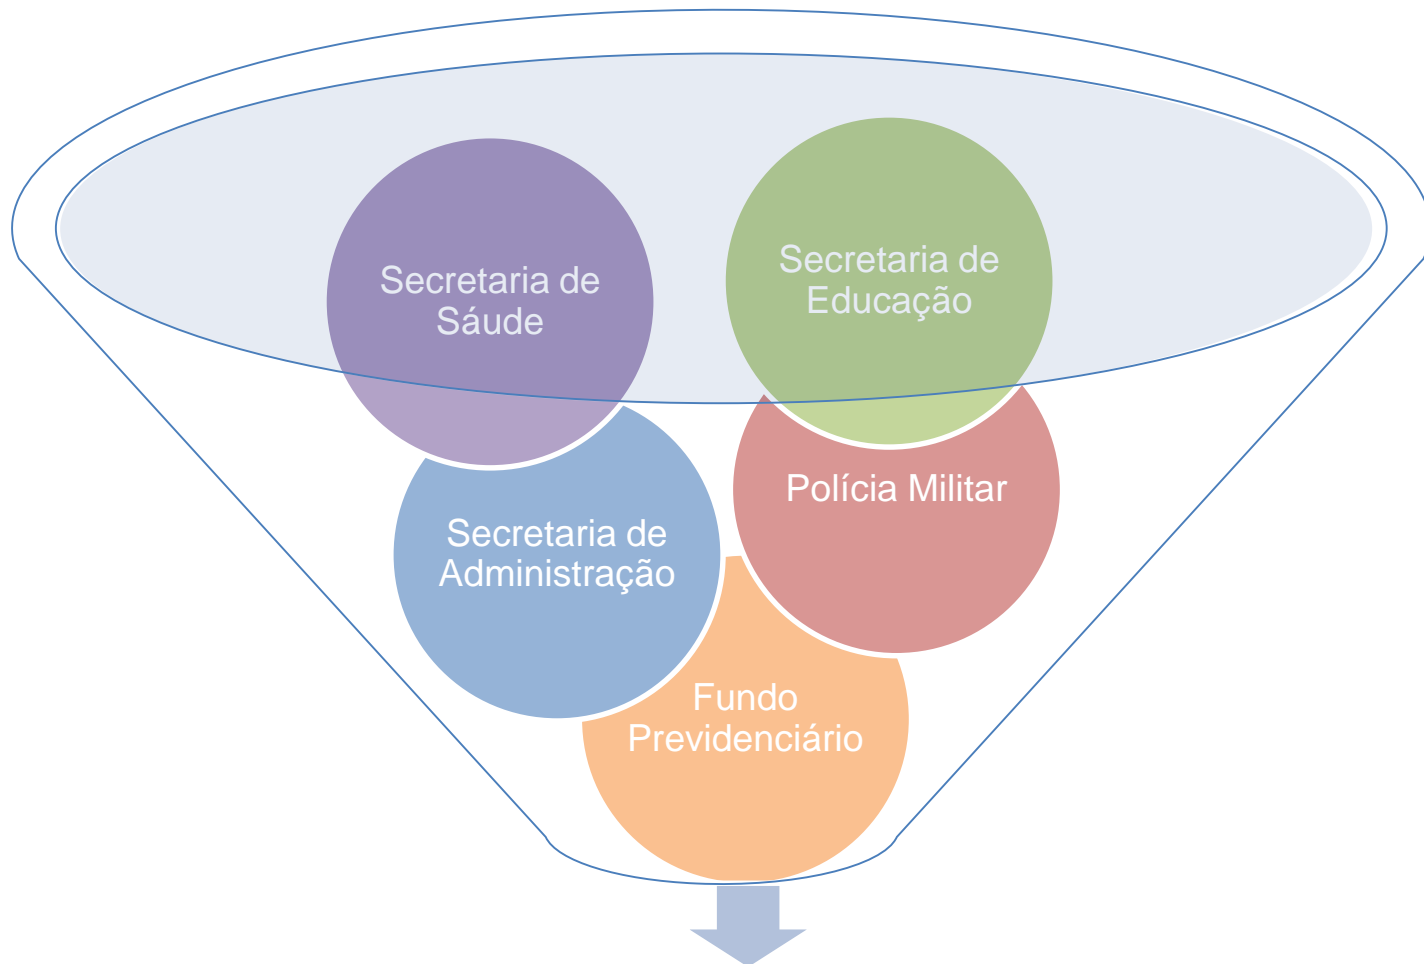 Secretaria de
Sáude
Secretaria de
Educação
Polícia Militar
Secretaria de
Administração
Fundo
Previdenciário